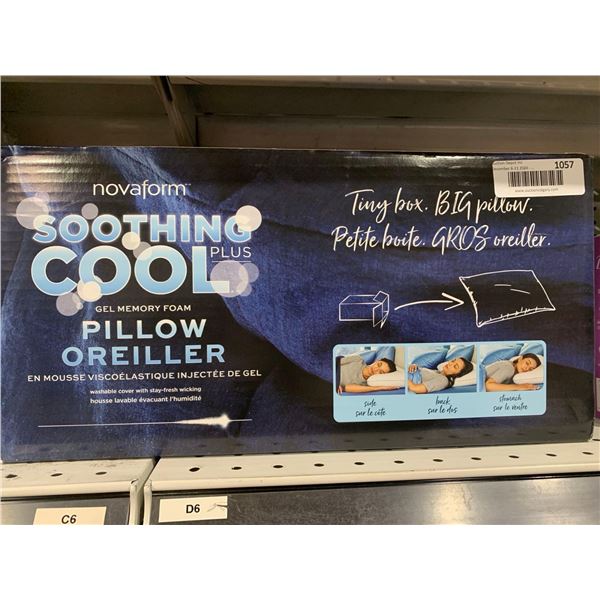 novaform
SOOTHING
COOL PLUS
GEL MEMORY FOAM
PILLOW
OREILLER
EN MOUSSE VISCOÉLASTIQUE INJECTÉE DE GEL
washable cover with stay-fresh wicking
housse lavable évacuant l'humidité
1057
Tiny box. BIG pillow.
Petite boite. GROS oreiller.
side
sur le côté
back
sur le dos
stomach
sur le ventre
C6
D6